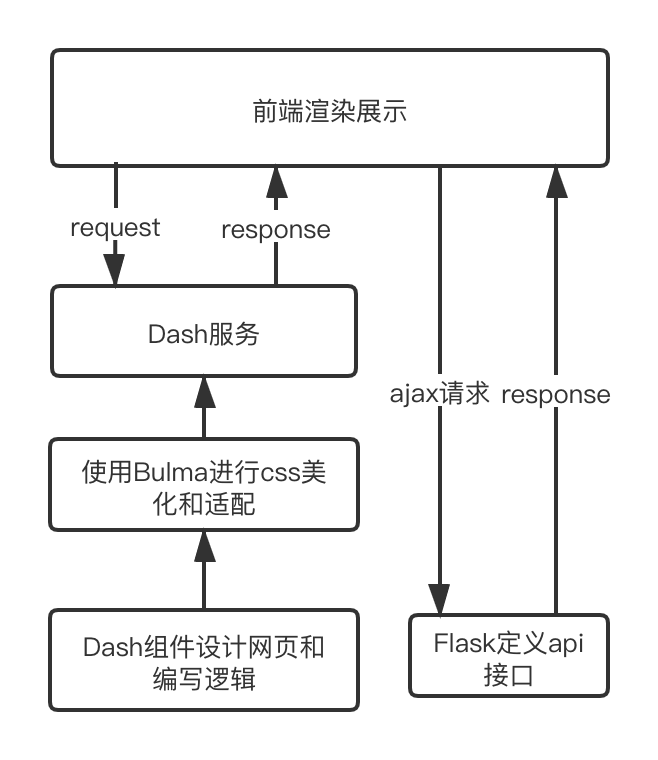 前端渲染展示
request
response
Dash服务
ajax请求
response
使用Bulma进行css美
化和适配
Dash组件设计网页和
编写逻辑
Flask定义api
接口